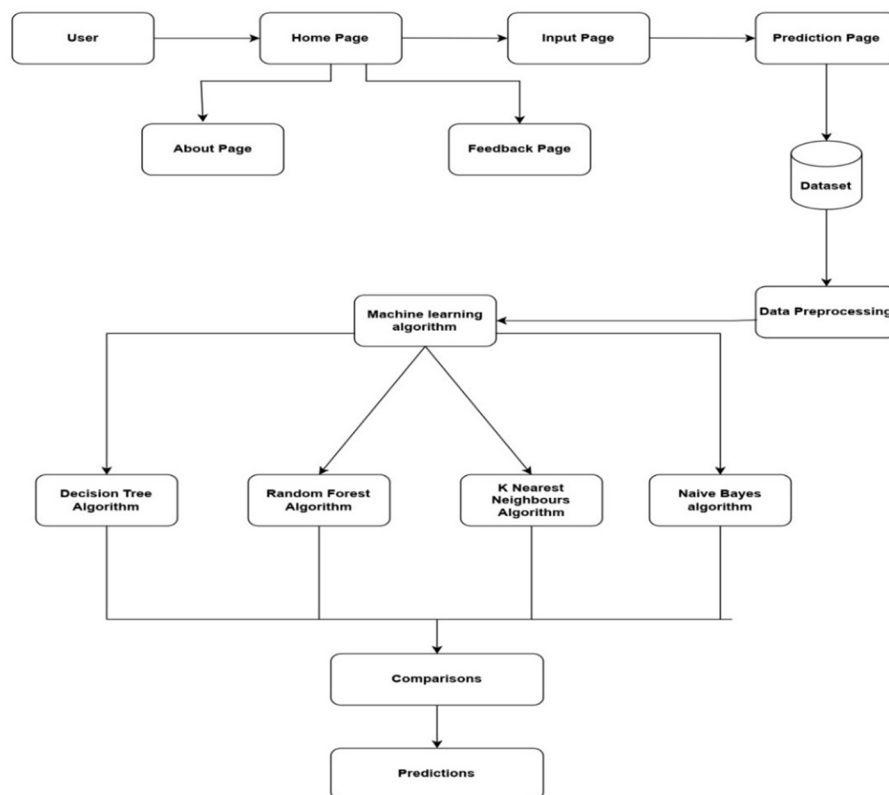 User
Home Page
Input Page
Prediction Page
About Page
Feedback Page
Dataset
Data Preprocessing
Machine learning
algorithm
Decision Tree
Algorithm
Random Forest
Algorithm
K Nearest
Neighbours
Algorithm
Naive Bayes
algorithm
Comparisons
Predictions